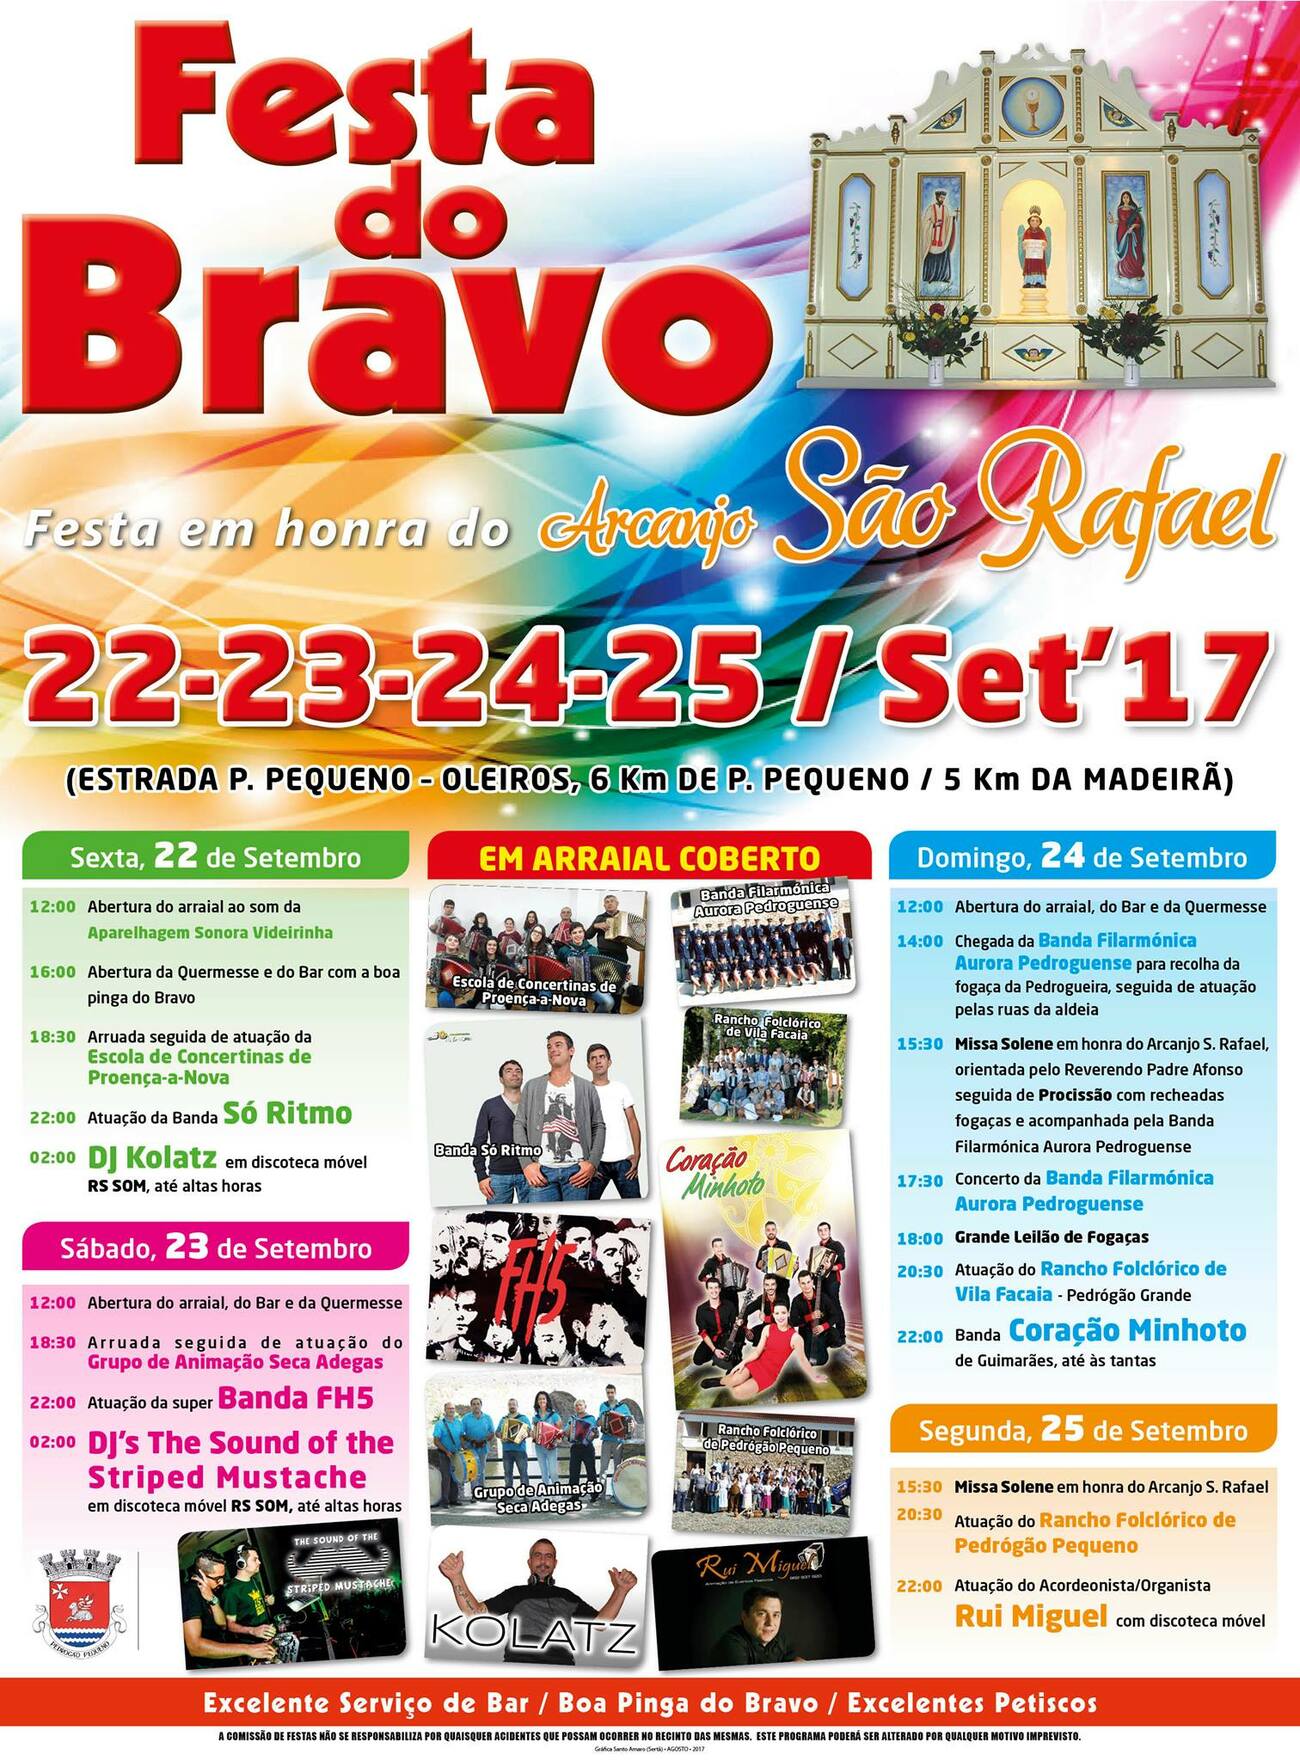 Festa
do
Bravo
Festa em honra do Arcanjo São Rafael
22-23-24-25 / Set'17
(ESTRADA P. PEQUENO - OLEIROS, 6 Km DE P. PEQUENO / 5 Km DA MADEIRÃ)
Sexta, 22 de Setembro
12:00 Abertura do arraial ao som da
Aparelhagem Sonora Videirinha
16:00 Abertura da Quermesse e do Bar com a boa
pinga do Bravo
18:30 Arruada seguida de atuação da
Escola de Concertinas de
Proença-a-Nova
22:00 Atuação da Banda Só Ritmo
02:00 DJ Kolatz em discoteca móvel
RS SOM, até altas horas
Sábado, 23 de Setembro
12:00 Abertura do arraial, do Bar e da Quermesse
18:30 Arruada seguida de atuação do
Grupo de Animação Seca Adegas
22:00 Atuação da super Banda FH5
02:00 DJ's The Sound of the
Striped Mustache
em discoteca móvel RS SOM, até altas horas
THE SOUND OF THE
STRIPED MUSTACHE
PEDRÓGÃO PEQUENO
EM ARRAIAL COBERTO
Escola de Concertinas de
Proença-a-Nova
Banda Filarmónica
Aurora Pedroguense
Rancho Folclórico
de Vila Facaia
Banda Só Ritmo
Coração
Minhoto
FH5
Grupo de Animação
Seca Adegas
Rancho Folclórico
de Pedrógão Pequeno
KOLATZ
Rui Miguel
Domingo, 24 de Setembro
12:00 Abertura do arraial, do Bar e da Quermesse
14:00 Chegada da Banda Filarmónica
Aurora Pedroguense para recolha da
fogaça da Pedrogueira, seguida de atuação
pelas ruas da aldeia
15:30 Missa Solene em honra do Arcanjo S. Rafael,
orientada pelo Reverendo Padre Afonso
seguida de Procissão com recheadas
fogaças e acompanhada pela Banda
Filarmónica Aurora Pedroguense
17:30 Concerto da Banda Filarmónica
Aurora Pedroguense
18:00 Grande Leilão de Fogaças
20:30 Atuação do Rancho Folclórico de
Vila Facaia - Pedrógão Grande
22:00 Banda Coração Minhoto
de Guimarães, até às tantas
Segunda, 25 de Setembro
15:30 Missa Solene em honra do Arcanjo S. Rafael
20:30 Atuação do Rancho Folclórico de
Pedrógão Pequeno
22:00 Atuação do Acordeonista/Organista
Rui Miguel com discoteca móvel
Excelente Serviço de Bar / Boa Pinga do Bravo / Excelentes Petiscos
A COMISSÃO DE FESTAS NÃO SE RESPONSABILIZA POR QUAISQUER ACIDENTES QUE POSSAM OCORRER NO RECINTO DAS MESMAS. ESTE PROGRAMA PODERÁ SER ALTERADO POR QUALQUER MOTIVO IMPREVISTO.
Gráfica Santo Amaro (Sertã) • AGOSTO • 2017